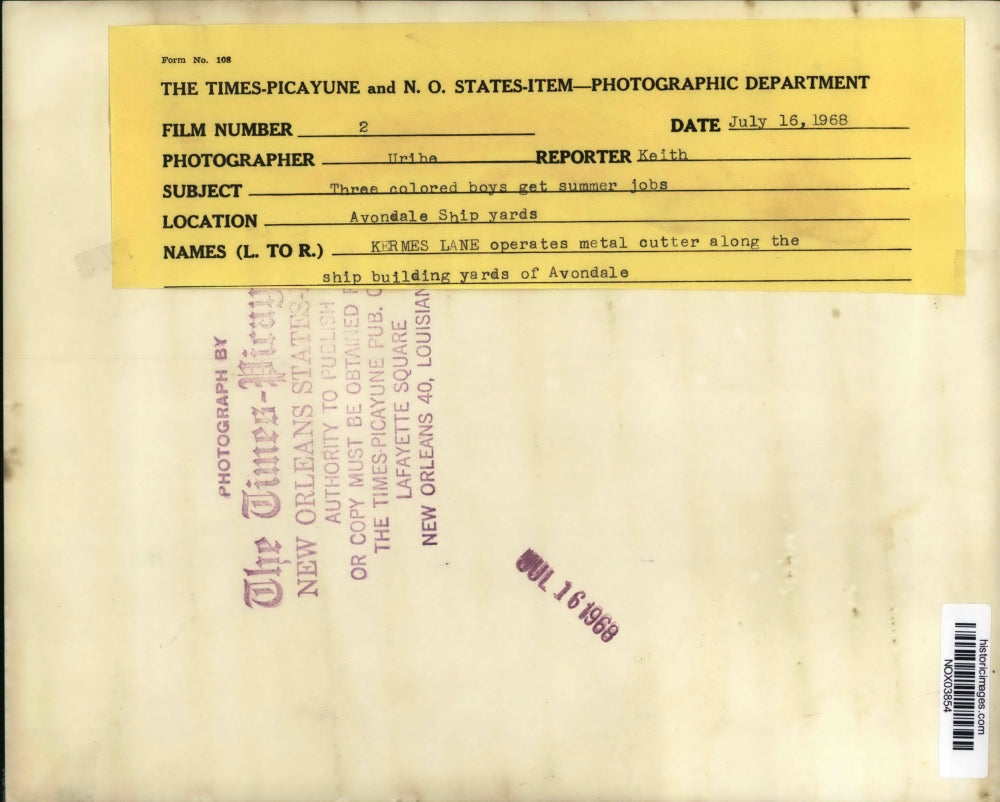 Form No. 108
THE TIMES-PICAYUNE and N. O. STATES-ITEM—PHOTOGRAPHIC DEPARTMENT
FILM NUMBER 2 DATE July 16, 1968
PHOTOGRAPHER Uribe REPORTER Keith
SUBJECT Three colored boys get summer jobs
LOCATION Avondale Ship yards
NAMES (L. TO R.) KERMES LANE operates metal cutter along the
ship building yards of Avondale
PHOTOGRAPH BY
The Times-Picayun
NEW ORLEANS STATES-
AUTHORITY TO PUBLISH
OR COPY MUST BE OBTAINED
THE TIMES-PICAYUNE PUB.
LAFAYETTE SQUARE
NEW ORLEANS 40, LOUISIAN
JUL 16 1968
historicimages.com
NOX03854